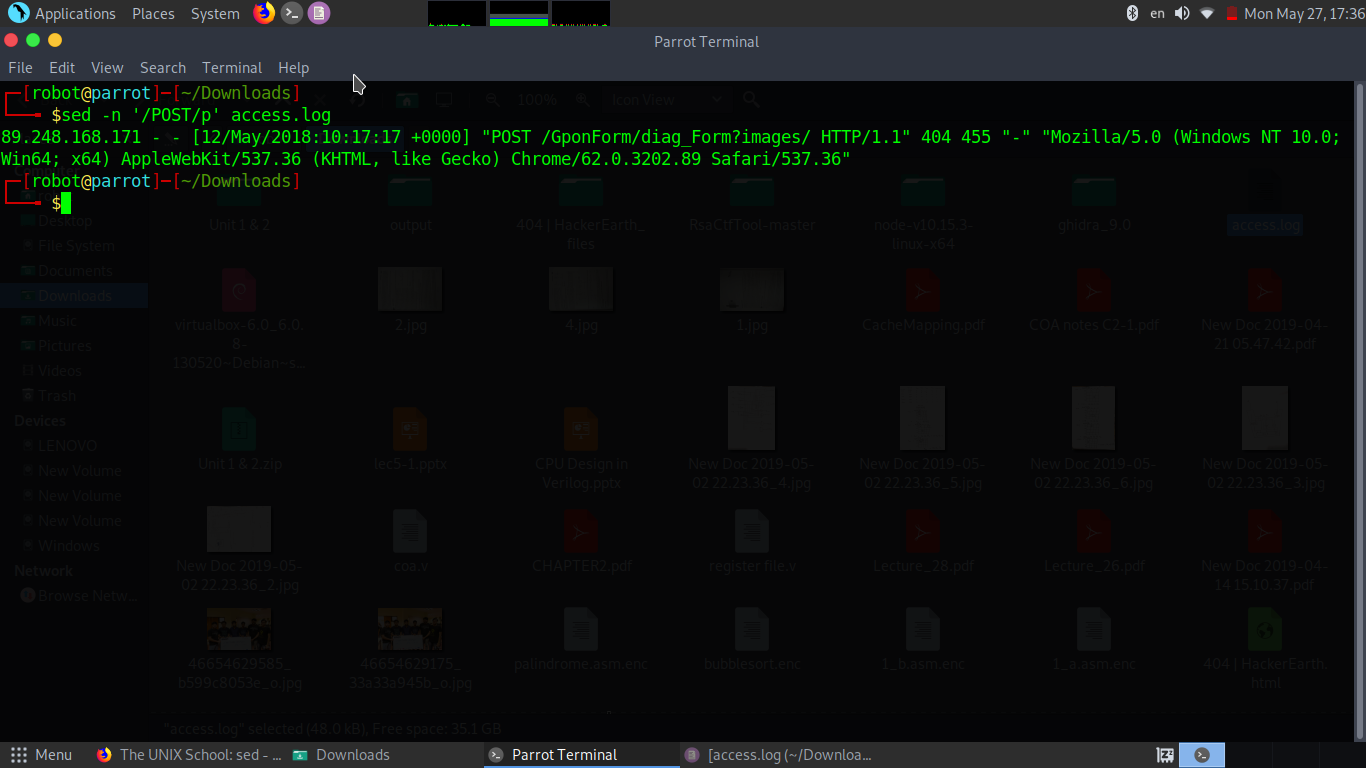 Applications Places System en Mon May 27, 17:36
Parrot Terminal
File Edit View Search Terminal Help
[robot@parrot]─[~/Downloads]
$sed -n '/POST/p' access.log
89.248.168.171 - - [12/May/2018:10:17:17 +0000] "POST /GponForm/diag_Form?images/ HTTP/1.1" 404 455 "-" "Mozilla/5.0 (Windows NT 10.0;
Win64; x64) AppleWebKit/537.36 (KHTML, like Gecko) Chrome/62.0.3202.89 Safari/537.36"
[robot@parrot]─[~/Downloads]
$
100% Icon View
Desktop
File System
Documents
Downloads
Music
Pictures
Videos
Trash
Devices
LENOVO
New Volume
New Volume
New Volume
Windows
Network
Browse Netw...
Unit 1 & 2
output
404 | HackerEarth_
files
RsaCtfTool-master
node-v10.15.3-
linux-x64
ghidra_9.0
access.log
virtualbox-6.0_6.0.
8-
130520~Debian~s...
2.jpg
4.jpg
1.jpg
CacheMapping.pdf
COA notes C2-1.pdf
New Doc 2019-04-
21 05.47.42.pdf
Unit 1 & 2.zip
lec5-1.pptx
CPU Design in
Verilog.pptx
New Doc 2019-05-
02 22.23.36_4.jpg
New Doc 2019-05-
02 22.23.36_5.jpg
New Doc 2019-05-
02 22.23.36_6.jpg
New Doc 2019-05-
02 22.23.36_3.jpg
New Doc 2019-05-
02 22.23.36_2.jpg
coa.v
CHAPTER2.pdf
register file.v
Lecture_28.pdf
Lecture_26.pdf
New Doc 2019-04-
14 15.10.37.pdf
46654629585_
b599c8053e_o.jpg
46654629175_
33a33a945b_o.jpg
palindrome.asm.enc
bubblesort.enc
1_b.asm.enc
1_a.asm.enc
404 | HackerEarth.
html
"access.log" selected (48.0 kB), Free space: 35.1 GB
Menu The UNIX School: sed - ... Downloads Parrot Terminal [access.log (~/Downloa...